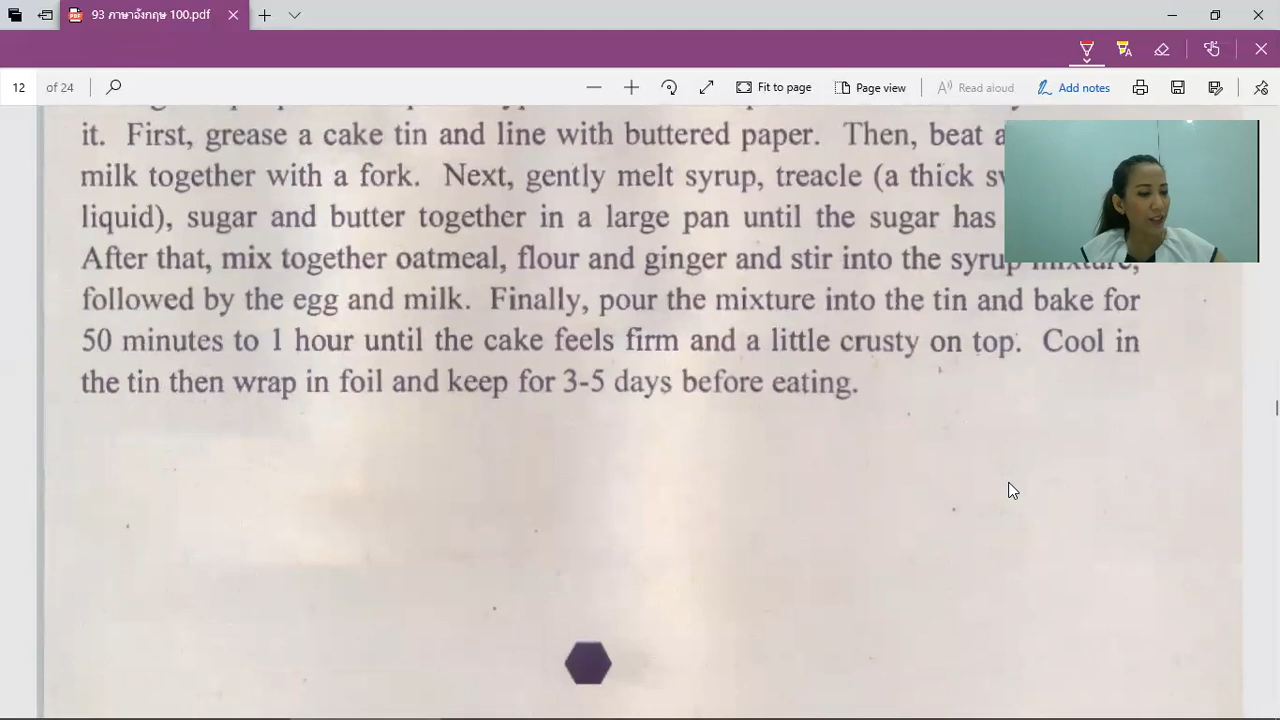 93 ภาษาอังกฤษ 100.pdf
12 of 24
Fit to page
Page view
Read aloud
Add notes
it. First, grease a cake tin and line with buttered paper. Then, beat
milk together with a fork. Next, gently melt syrup, treacle (a thick
liquid), sugar and butter together in a large pan until the sugar has
After that, mix together oatmeal, flour and ginger and stir into the syrup mixture,
followed by the egg and milk. Finally, pour the mixture into the tin and bake for
50 minutes to 1 hour until the cake feels firm and a little crusty on top. Cool in
the tin then wrap in foil and keep for 3-5 days before eating.